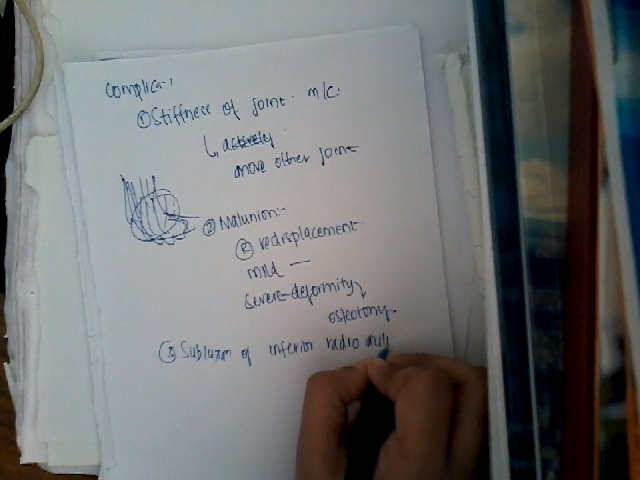 Complica-:
① Stiffness of joint: m/c.
↳ actively
move other joint
② Malunion:-
Ⓡ redisplacement
mild —
severe-deformity
osteotomy.
③ Subluxn of inferior radio